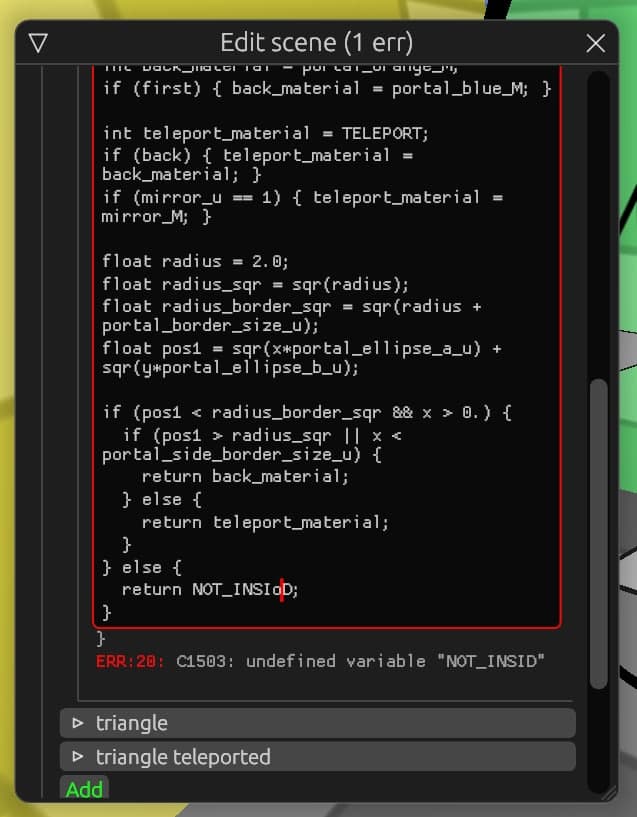 Edit scene (1 err)
int back_material = portal_orange_M;
if (first) { back_material = portal_blue_M; }
int teleport_material = TELEPORT;
if (back) { teleport_material =
back_material; }
if (mirror_u == 1) { teleport_material =
mirror_M; }
float radius = 2.0;
float radius_sqr = sqr(radius);
float radius_border_sqr = sqr(radius +
portal_border_size_u);
float pos1 = sqr(x*portal_ellipse_a_u) +
sqr(y*portal_ellipse_b_u);
if (pos1 < radius_border_sqr && x > 0.) {
if (pos1 > radius_sqr || x <
portal_side_border_size_u) {
return back_material;
} else {
return teleport_material;
}
} else {
return NOT_INSIoD;
}
}
ERR:20: C1503: undefined variable "NOT_INSID"
triangle
triangle teleported
Add